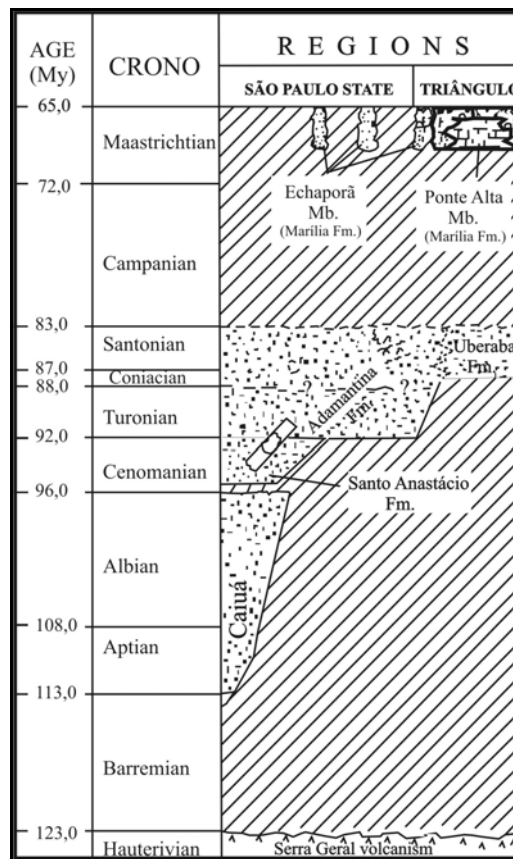 AGE
(My)
CRONO
REGIONS
SÃO PAULO STATE
TRIÂNGULO
65,0
Maastrichtian
Echaporã
Mb.
(Marília Fm.)
Ponte Alta
Mb.
(Marília Fm.)
72,0
Campanian
83,0
Santonian
Uberaba
Fm.
87,0
Coniacian
88,0
? ?
Adamantina
Fm.
Turonian
92,0
Cenomanian
Santo Anastácio
Fm.
96,0
Albian
Caiuá
108,0
Aptian
113,0
Barremian
123,0
Hauterivian
Serra Geral volcanism